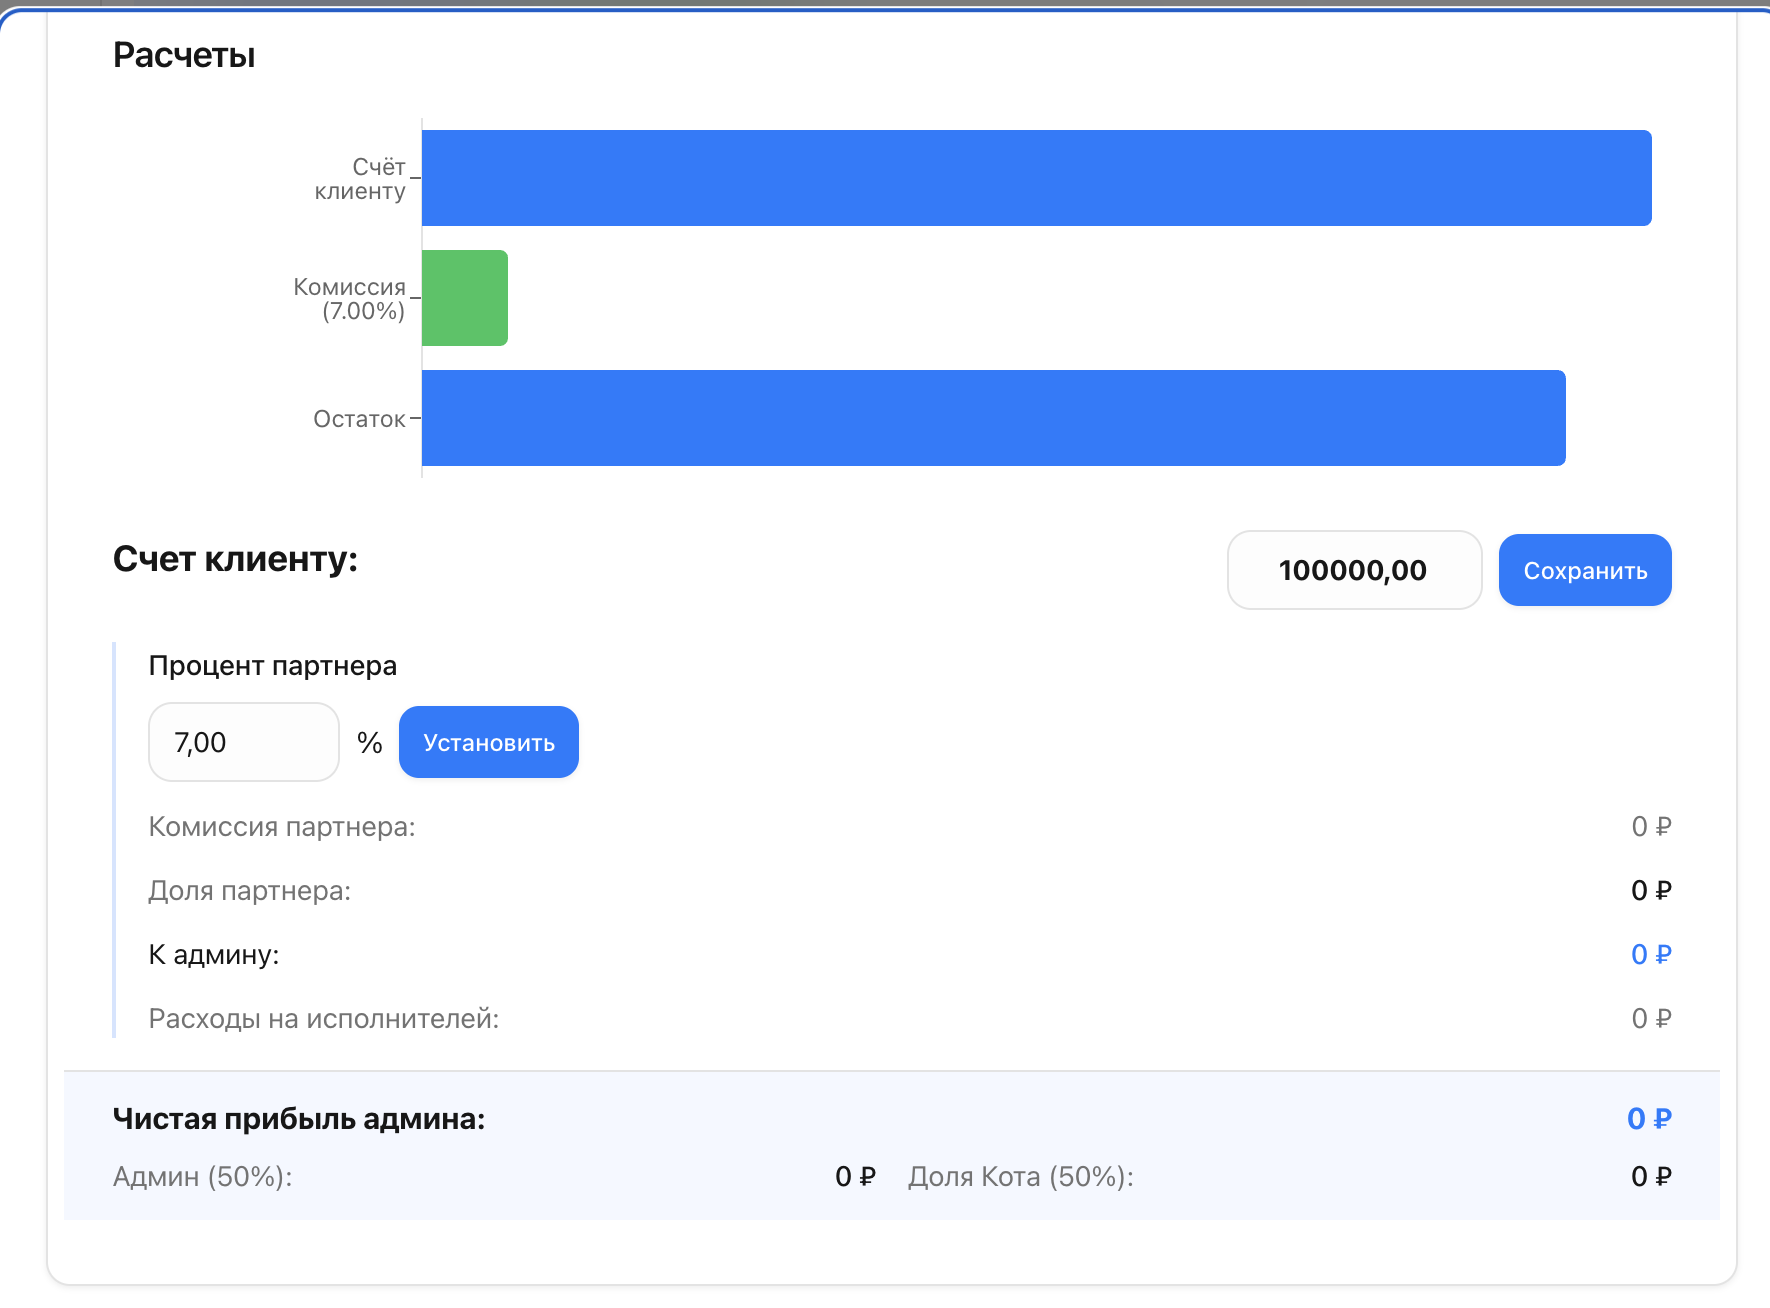 Расчеты
Счёт
клиенту
Комиссия
(7.00%)
Остаток
Счет клиенту:
100000,00
Сохранить
Процент партнера
7,00
%
Установить
Комиссия партнера:
0 ₽
Доля партнера:
0 ₽
К админу:
0 ₽
Расходы на исполнителей:
0 ₽
Чистая прибыль админа:
0 ₽
Админ (50%):
0 ₽
Доля Кота (50%):
0 ₽